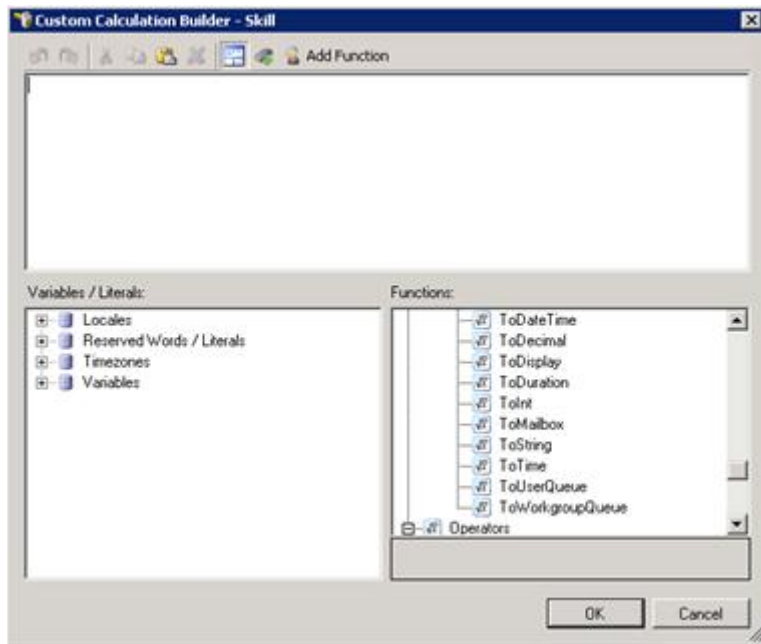 Custom Calculation Builder - Skill
Add Function
Variables / Literals:
Locales
Reserved Words / Literals
Timezones
Variables
Functions:
ToDateTime
ToDecimal
ToDisplay
ToDuration
ToInt
ToMailbox
ToString
ToTime
ToUserQueue
ToWorkgroupQueue
Operators
OK
Cancel